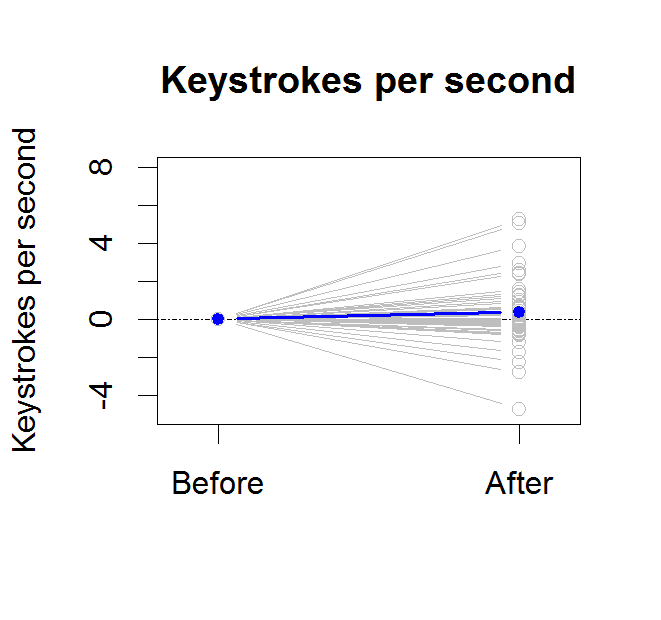 Keystrokes per second
Keystrokes per second
8
4
0
-4
Before
After